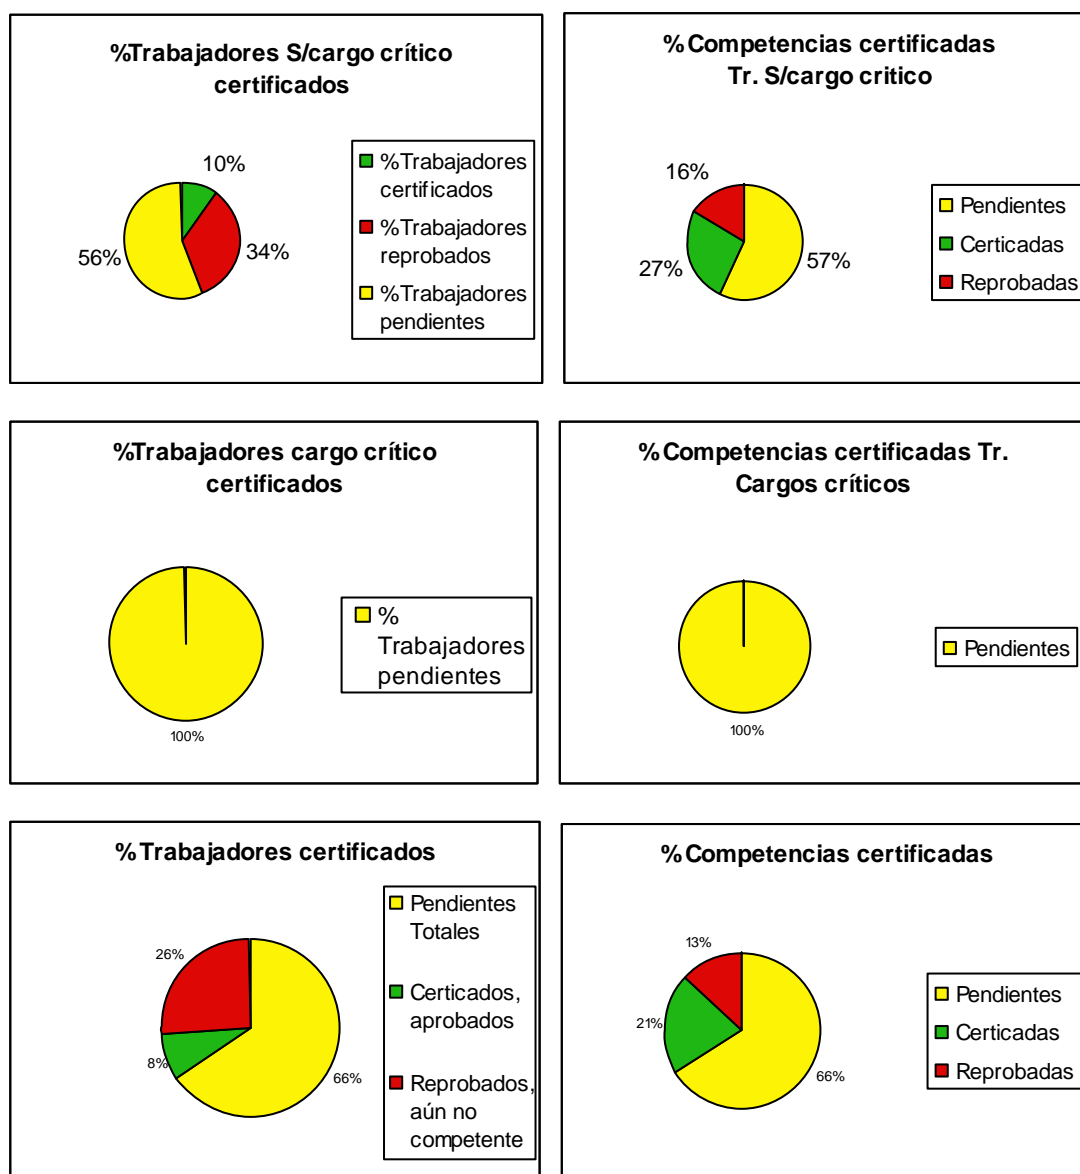 %Trabajadores S/cargo crítico
certificados
10%
34%
56%
%Trabajadores
certificados
%Trabajadores
reprobados
%Trabajadores
pendientes
%Competencias certificadas
Tr. S/cargo critico
16%
27%
57%
Pendientes
Certicadas
Reprobadas
%Trabajadores cargo crítico
certificados
100%
%
Trabajadores
pendientes
%Competencias certificadas Tr.
Cargos críticos
100%
Pendientes
%Trabajadores certificados
26%
8%
66%
Pendientes
Totales
Certicados,
aprobados
Reprobados,
aún no
competente
%Competencias certificadas
13%
21%
66%
Pendientes
Certicadas
Reprobadas